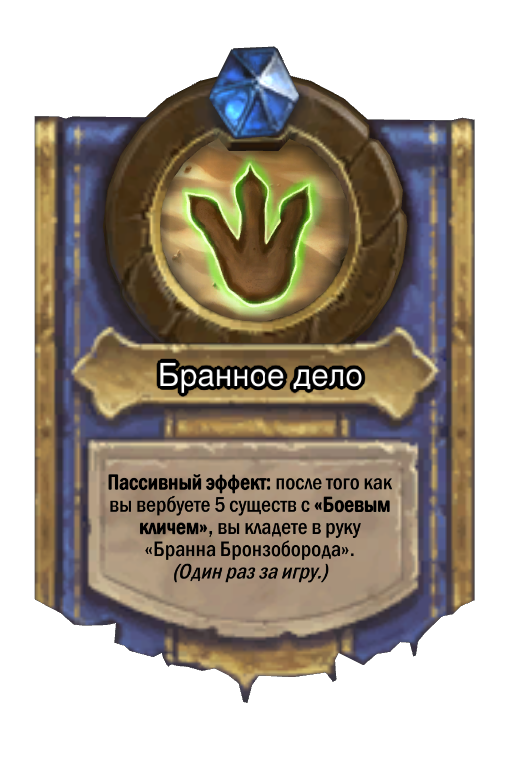 Бранное дело
Пассивный эффект: после того как
вы вербуете 5 существ с «Боевым
кличем», вы кладете в руку
«Бранна Бронзоборода».
(Один раз за игру.)